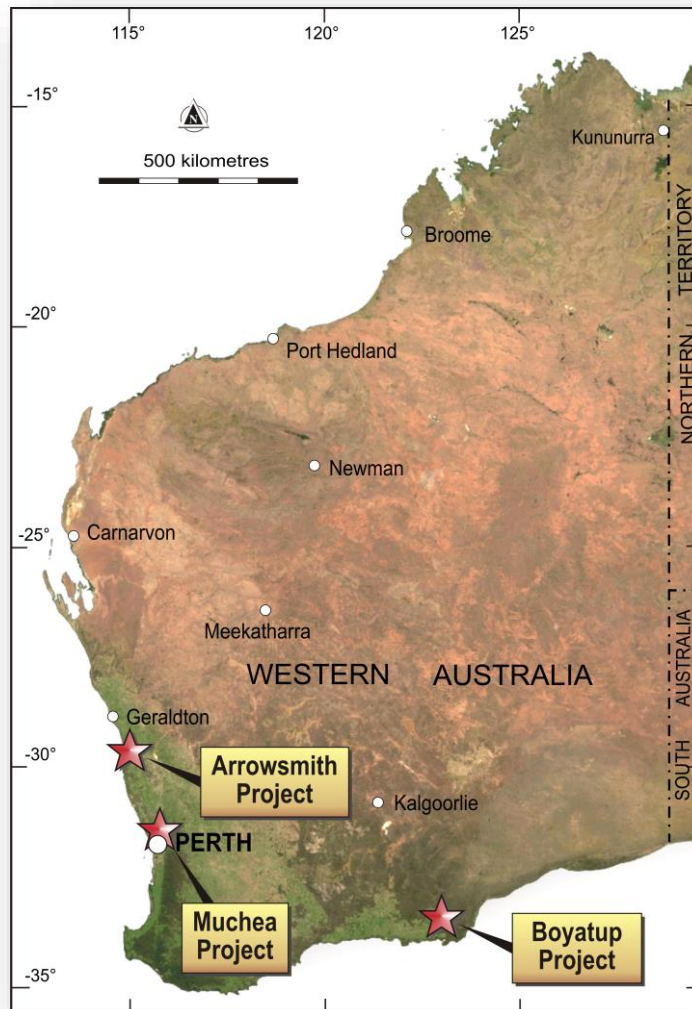 115°
120°
125°
-15°
N
500 kilometres
Kununurra
Broome
NORTHERN TERRITORY
-20°
Port Hedland
Newman
-25°
Carnarvon
Meekatharra
WESTERN AUSTRALIA
SOUTH AUSTRALIA
Geraldton
-30°
Arrowsmith
Project
Kalgoorlie
PERTH
Muchea
Project
Boyatup
Project
-35°